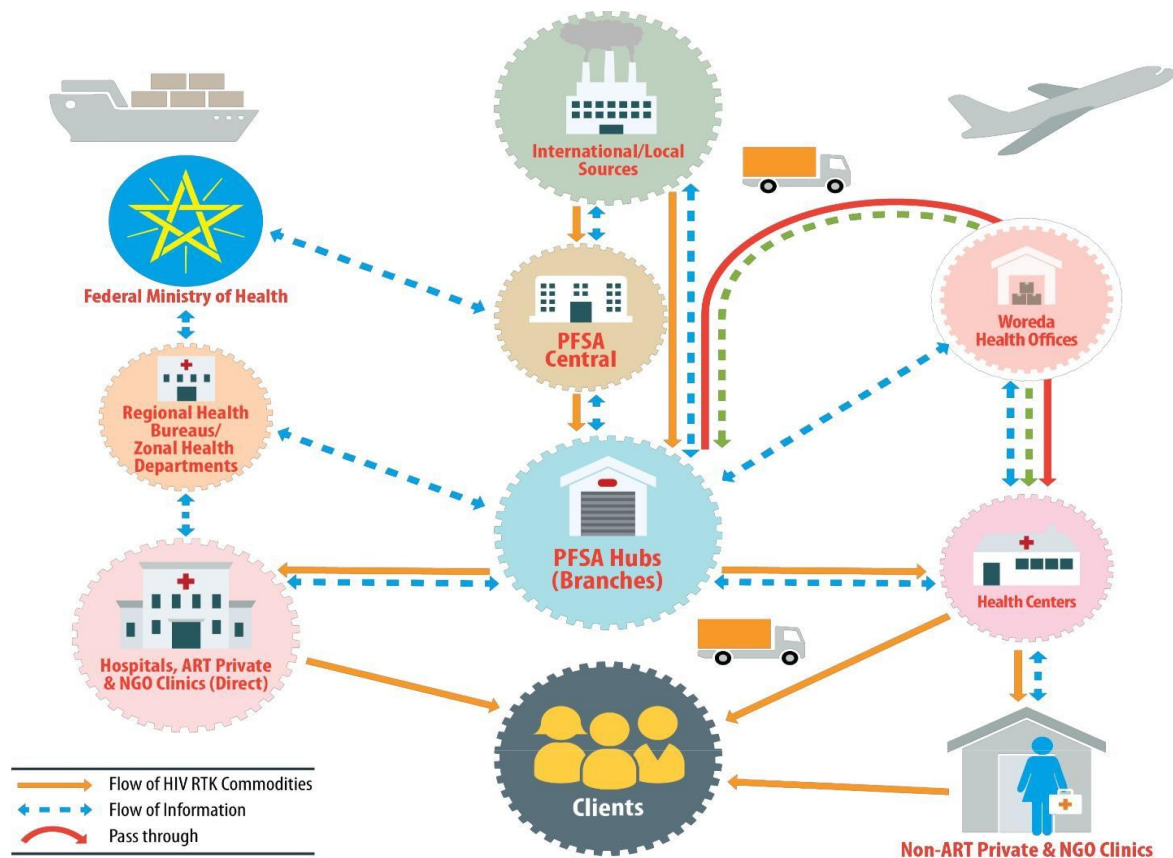 International/Local
Sources
Federal Ministry of Health
PFSA
Central
Woreda
Health Offices
Regional Health
Bureaus/
Zonal Health
Departments
PFSA Hubs
(Branches)
Health Centers
Hospitals, ART Private
& NGO Clinics (Direct)
Clients
Non-ART Private & NGO Clinics
Flow of HIV RTK Commodities
Flow of Information
Pass through